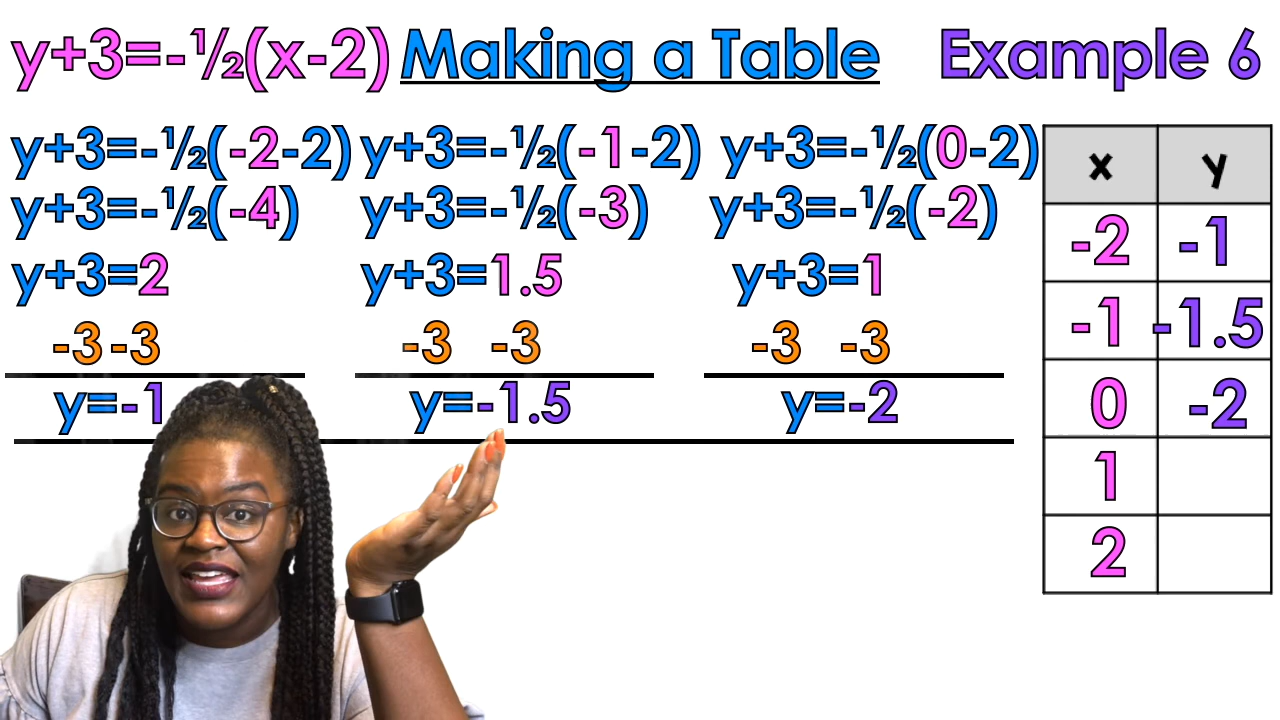 y+3=-½(x-2) Making a Table Example 6
y+3=-½(-2-2) y+3=-½(-1-2) y+3=-½(0-2)
y+3=-½(-4) y+3=-½(-3) y+3=-½(-2)
y+3=2 y+3=1.5 y+3=1
-3 -3 -3 -3 -3 -3
y=-1 y=-1.5 y=-2
x y
-2 -1
-1 -1.5
0 -2
1
2